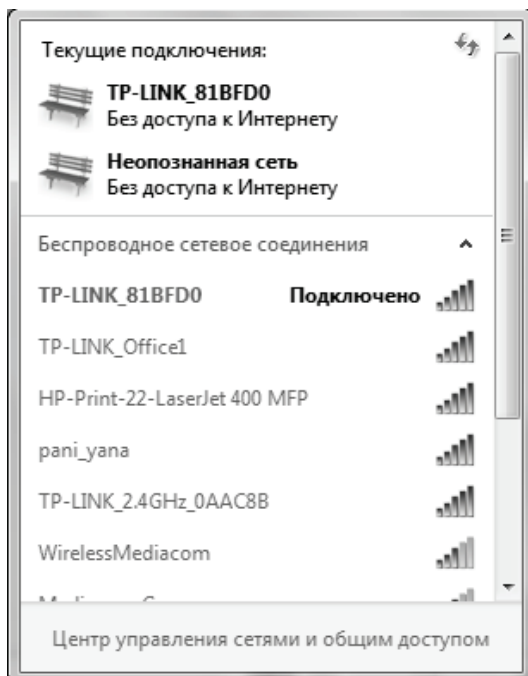 Текущие подключения:
TP-LINK_81BFD0
Без доступа к Интернету
Неопознанная сеть
Без доступа к Интернету
Беспроводное сетевое соединения
TP-LINK_81BFD0 Подключено
TP-LINK_Office1
HP-Print-22-LaserJet 400 MFP
pani_yana
TP-LINK_2.4GHz_0AAC8B
WirelessMediacom
Центр управления сетями и общим доступом